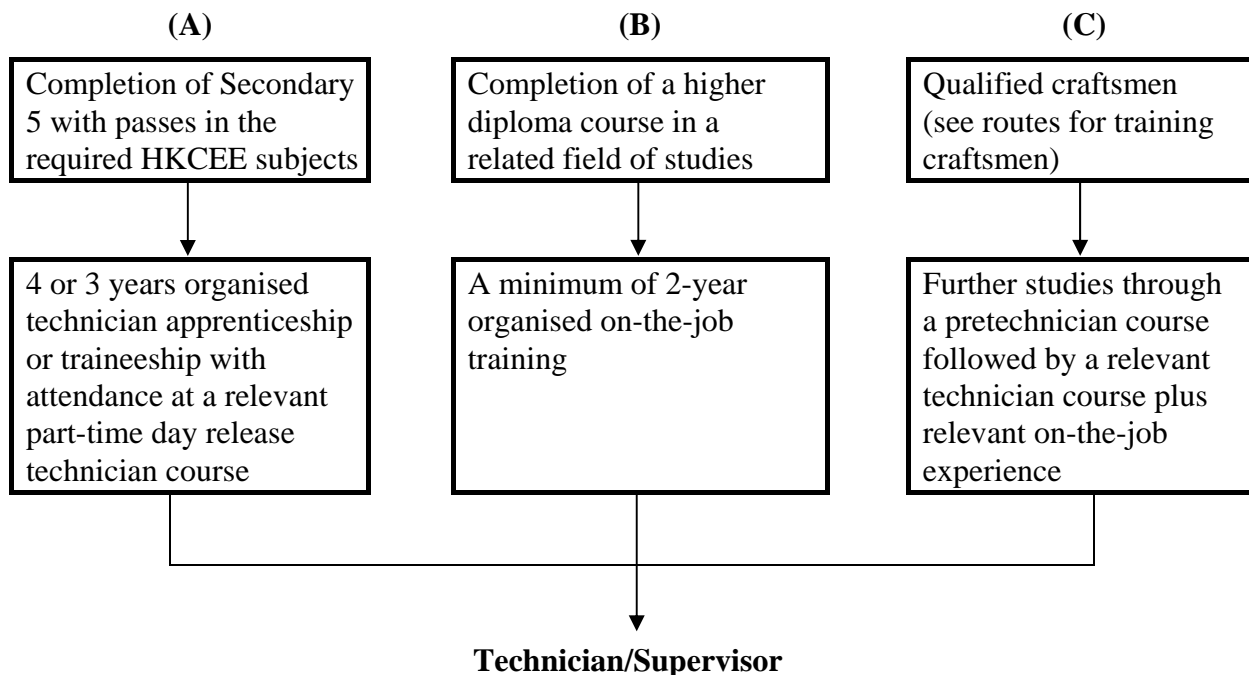 (A)
Completion of Secondary
5 with passes in the
required HKCEE subjects
4 or 3 years organised
technician apprenticeship
or traineeship with
attendance at a relevant
part-time day release
technician course
(B)
Completion of a higher
diploma course in a
related field of studies
A minimum of 2-year
organised on-the-job
training
(C)
Qualified craftsmen
(see routes for training
craftsmen)
Further studies through
a pretechnician course
followed by a relevant
technician course plus
relevant on-the-job
experience
Technician/Supervisor